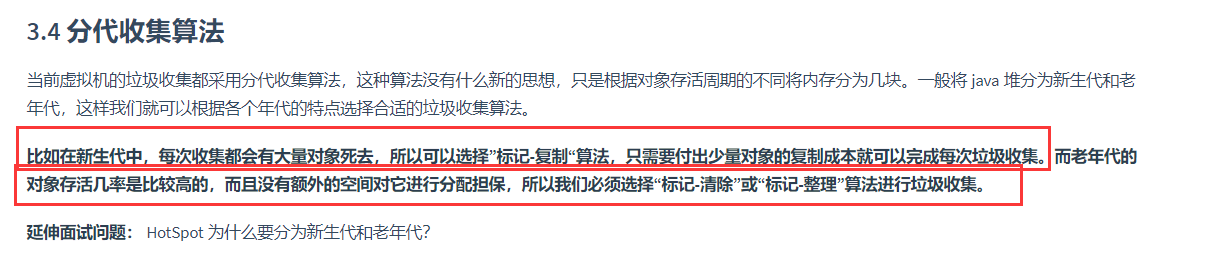 3.4 分代收集算法
当前虚拟机的垃圾收集都采用分代收集算法，这种算法没有什么新的思想，只是根据对象存活周期的不同将内存分为几块。一般将 java 堆分为新生代和老
年代，这样我们就可以根据各个年代的特点选择合适的垃圾收集算法。
比如在新生代中，每次收集都会有大量对象死去，所以可以选择”标记-复制“算法，只需要付出少量对象的复制成本就可以完成每次垃圾收集。而老年代的
对象存活几率是比较高的，而且没有额外的空间对它进行分配担保，所以我们必须选择“标记-清除”或“标记-整理”算法进行垃圾收集。
延伸面试问题： HotSpot 为什么要分为新生代和老年代？